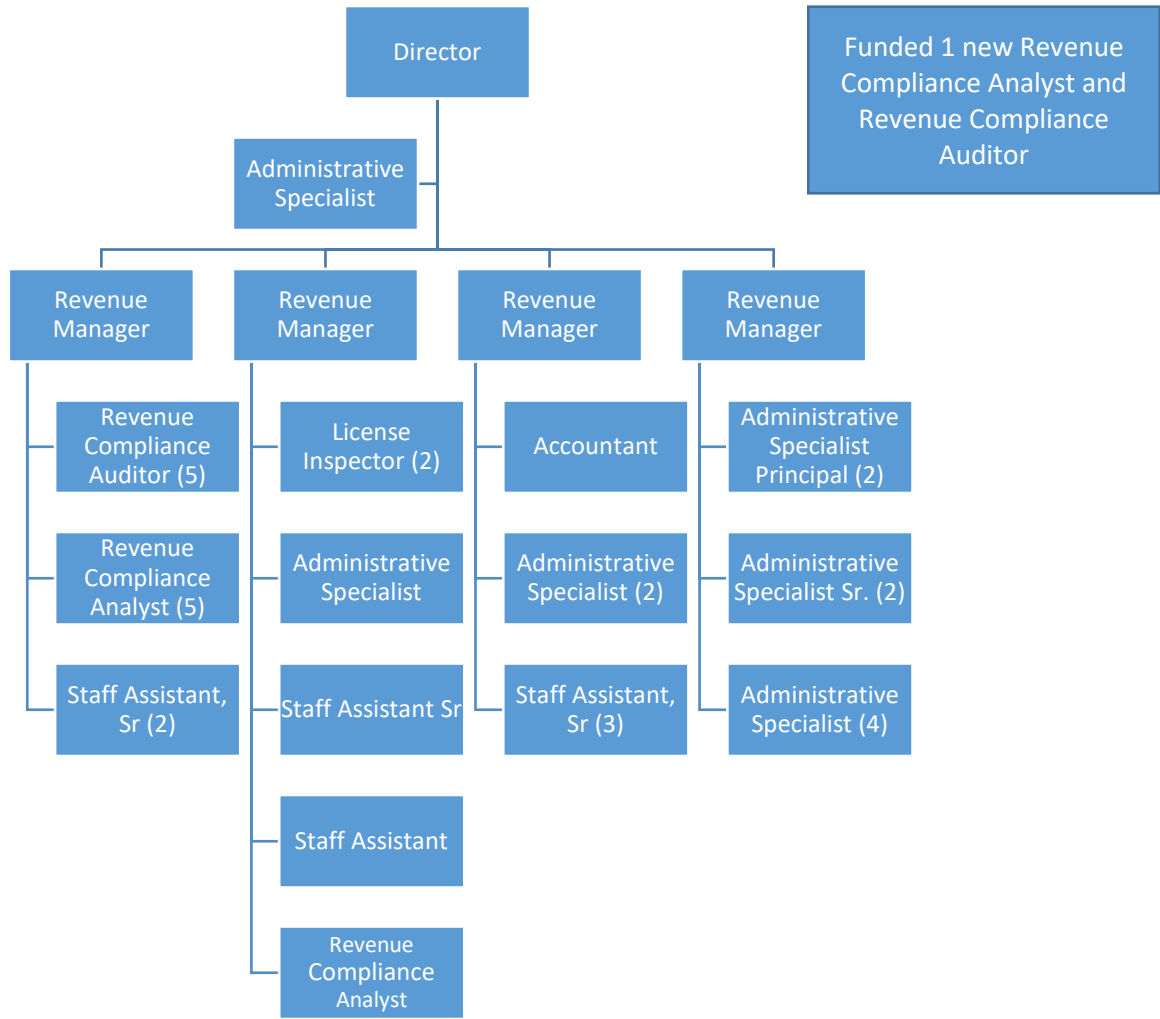 Director
Funded 1 new Revenue
Compliance Analyst and
Revenue Compliance
Auditor
Administrative
Specialist
Revenue
Manager
Revenue
Manager
Revenue
Manager
Revenue
Manager
Revenue
Compliance
Auditor (5)
Revenue
Compliance
Analyst (5)
Staff Assistant,
Sr (2)
License
Inspector (2)
Administrative
Specialist
Staff Assistant Sr
Staff Assistant
Revenue
Compliance
Analyst
Accountant
Administrative
Specialist (2)
Staff Assistant,
Sr (3)
Administrative
Specialist
Principal (2)
Administrative
Specialist Sr. (2)
Administrative
Specialist (4)